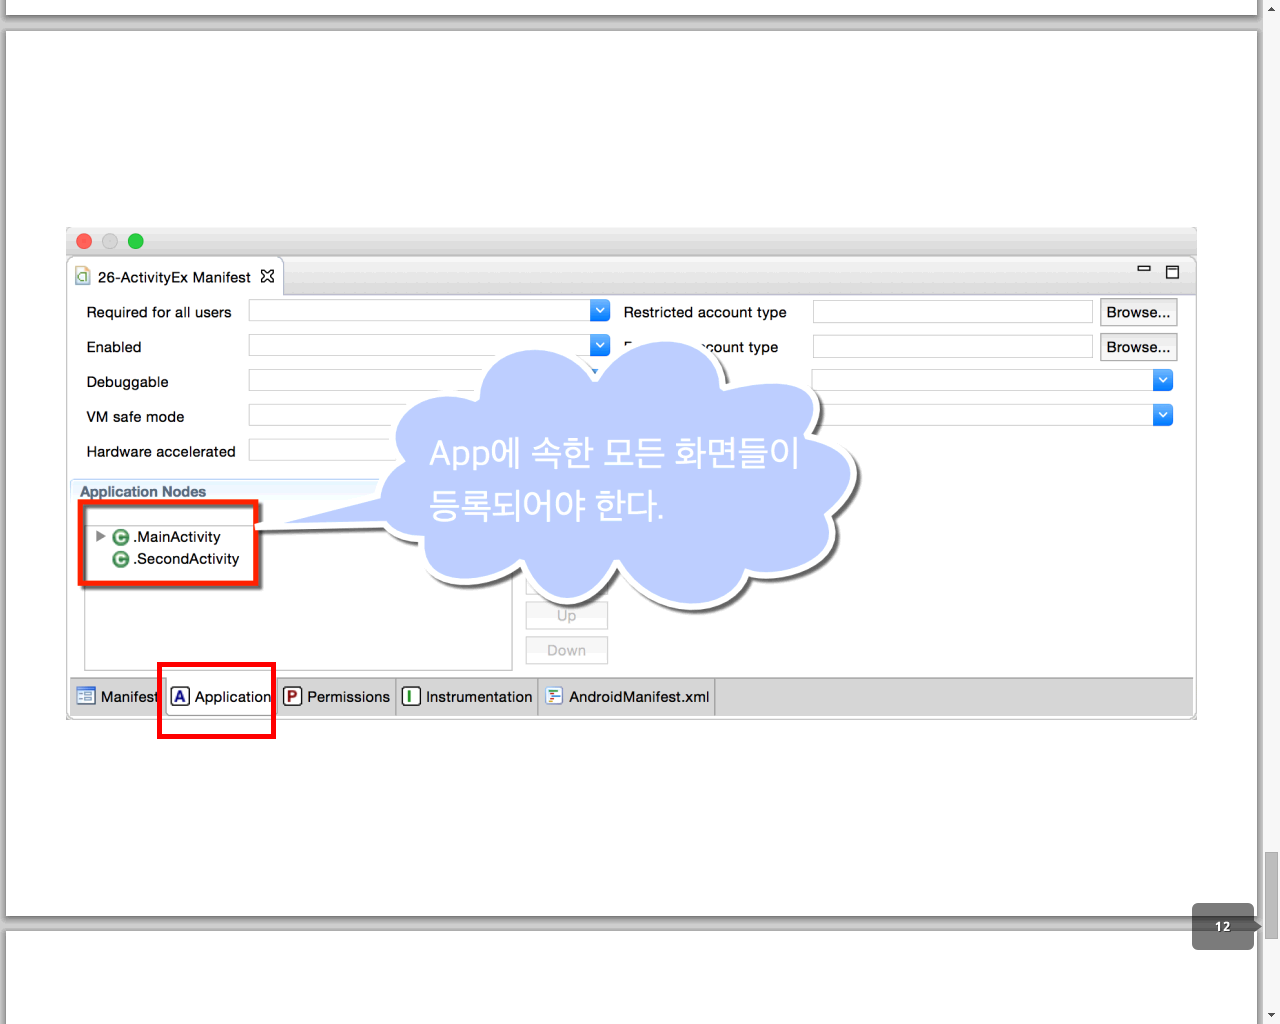 26-ActivityEx Manifest
Required for all users
Restricted account type
Browse...
Enabled
count type
Browse...
Debuggable
VM safe mode
Hardware accelerated
App에 속한 모든 화면들이
등록되어야 한다.
Application Nodes
C .MainActivity
C .SecondActivity
Up
Down
Manifest
A Application
P Permissions
I Instrumentation
AndroidManifest.xml
12